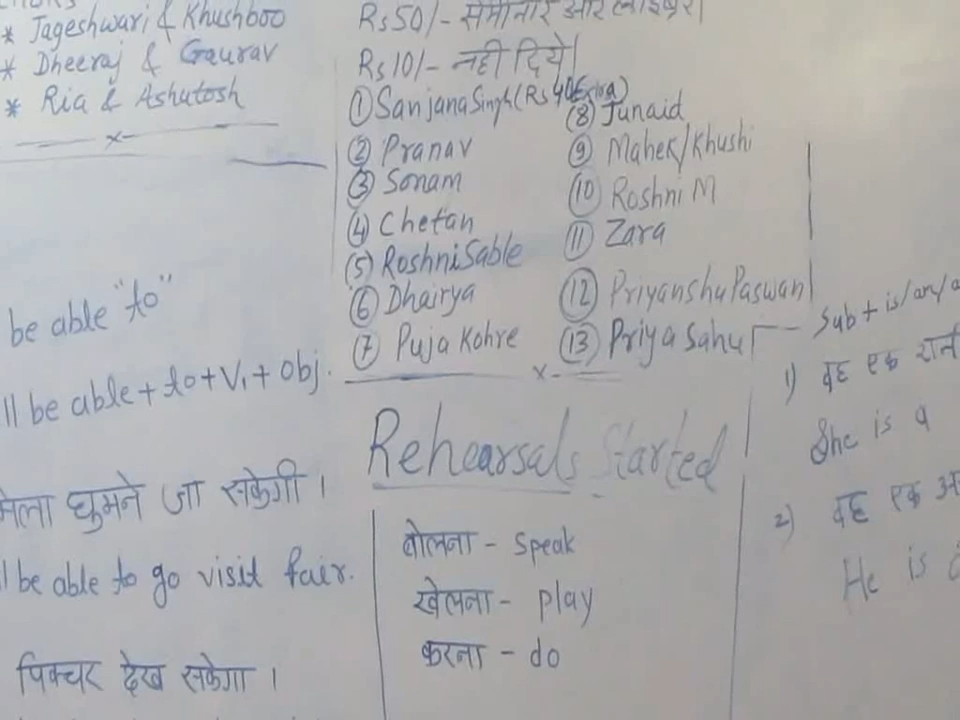 * Jageshwari & Khushboo
* Dheeraj & Gaurav
* Ria & Ashutosh
x
be able "to"
ll be able + to + V₁ + Obj.
मेला घुमने जा सकेगी ।
ll be able to go visit fair.
पिक्चर देख सकेगा ।
Rs 50/- सेमीनार और लाइब्रेरी
Rs 10/- नही दिये।
① Sanjana Singh (Rs 40 Extra)
② Pranav
③ Sonam
④ Chetan
⑤ Roshni Sable
⑥ Dhairya
⑦ Puja Kohre
⑧ Junaid
⑨ Mahek/Khushi
⑩ Roshni M
⑪ Zara
⑫ Priyanshu Paswan
⑬ Priya Sahu
x
Rehearsals Started
बोलना - Speak
खेलना - play
करना - do
Sub + is/am/a
1) वह एक रानी
She is a
2) वह एक
He is